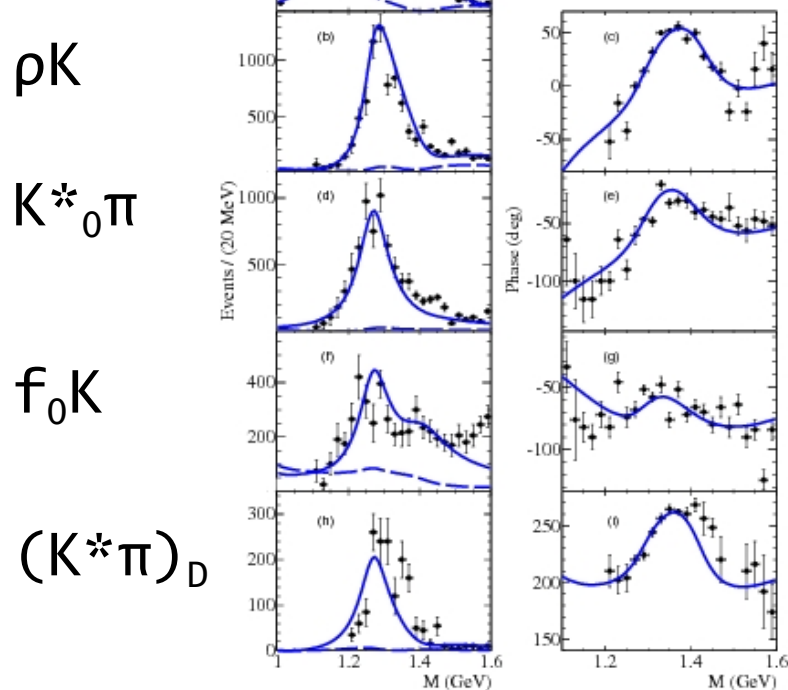 ρK
(b)
1000
500
(c)
50
0
-50
K*₀π
(d)
1000
500
(e)
-50
-100
Events / (20 MeV)
Phase (deg)
f₀K
(f)
400
200
(g)
-50
-100
(K*π)D
(h)
300
200
100
0
(i)
250
200
150
1 1.2 1.4 1.6
M (GeV)
1.2 1.4 1.6
M (GeV)